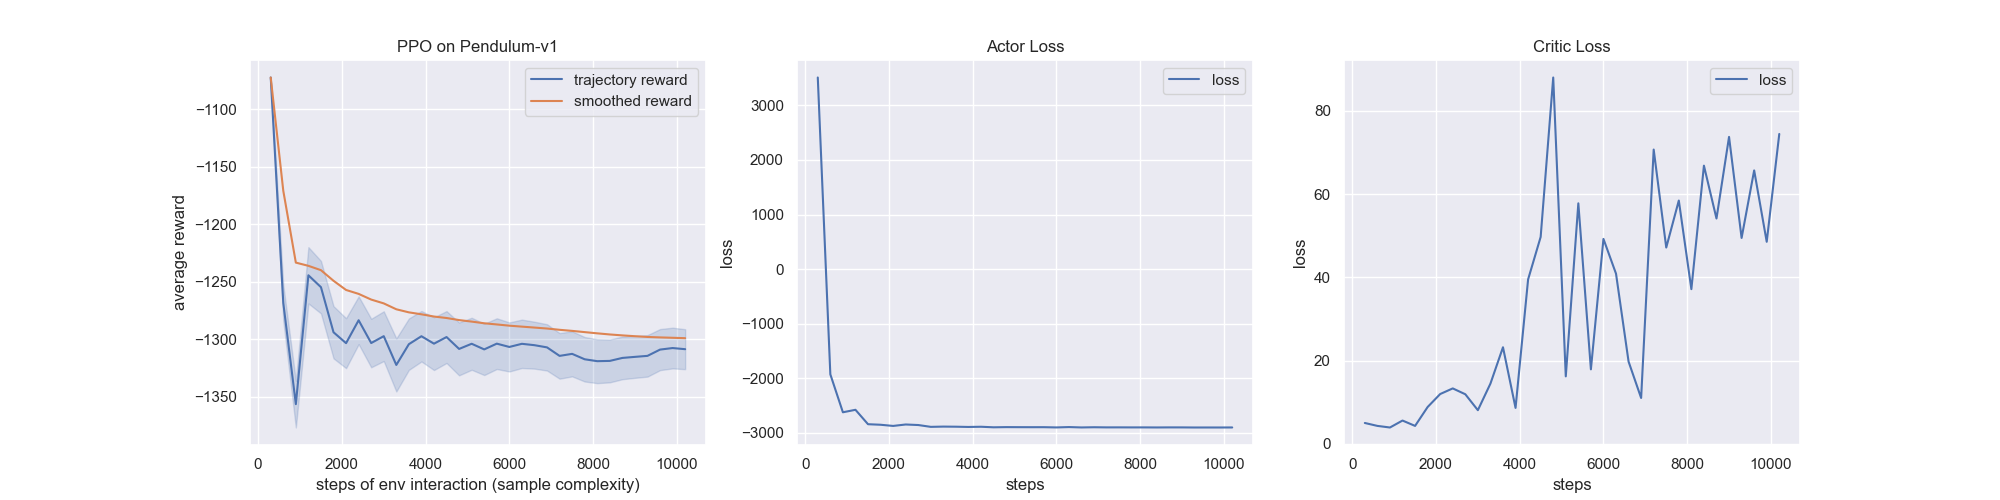 PPO on Pendulum-v1
trajectory reward
smoothed reward
−1100
−1150
−1200
−1250
−1300
−1350
average reward
0
2000
4000
6000
8000
10000
steps of env interaction (sample complexity)
Actor Loss
loss
3000
2000
1000
0
−1000
−2000
−3000
loss
0
2000
4000
6000
8000
10000
steps
Critic Loss
loss
80
60
40
20
0
loss
0
2000
4000
6000
8000
10000
steps